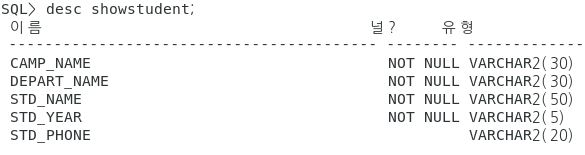 SQL> desc showstudent;
이름 널? 유형
----------------------------------------- -------- ------------
CAMP_NAME NOT NULL VARCHAR2(30)
DEPART_NAME NOT NULL VARCHAR2(30)
STD_NAME NOT NULL VARCHAR2(50)
STD_YEAR NOT NULL VARCHAR2(5)
STD_PHONE VARCHAR2(20)